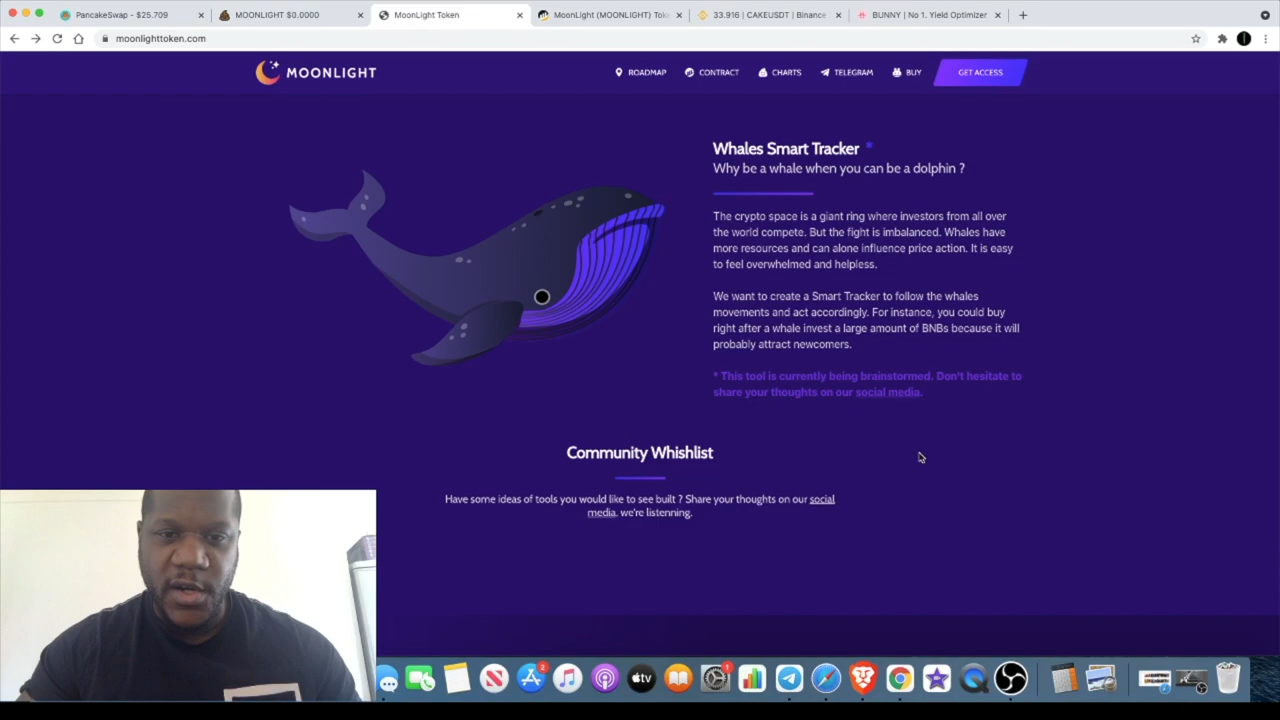 PancakeSwap - $25.709
MOONLIGHT $0.0000
MoonLight Token
MoonLight (MOONLIGHT) Tok
33.916 | CAKEUSDT | Binance
BUNNY | No 1. Yield Optimizer
moonlighttoken.com
MOONLIGHT
ROADMAP
CONTRACT
CHARTS
TELEGRAM
BUY
GET ACCESS
Whales Smart Tracker *
Why be a whale when you can be a dolphin ?
The crypto space is a giant ring where investors from all over
the world compete. But the fight is imbalanced. Whales have
more resources and can alone influence price action. It is easy
to feel overwhelmed and helpless.
We want to create a Smart Tracker to follow the whales
movements and act accordingly. For instance, you could buy
right after a whale invest a large amount of BNBs because it will
probably attract newcomers.
* This tool is currently being brainstormed. Don't hesitate to
share your thoughts on our social media.
Community Whishlist
Have some ideas of tools you would like to see built ? Share your thoughts on our social
media, we're listenning.
2
tv
1